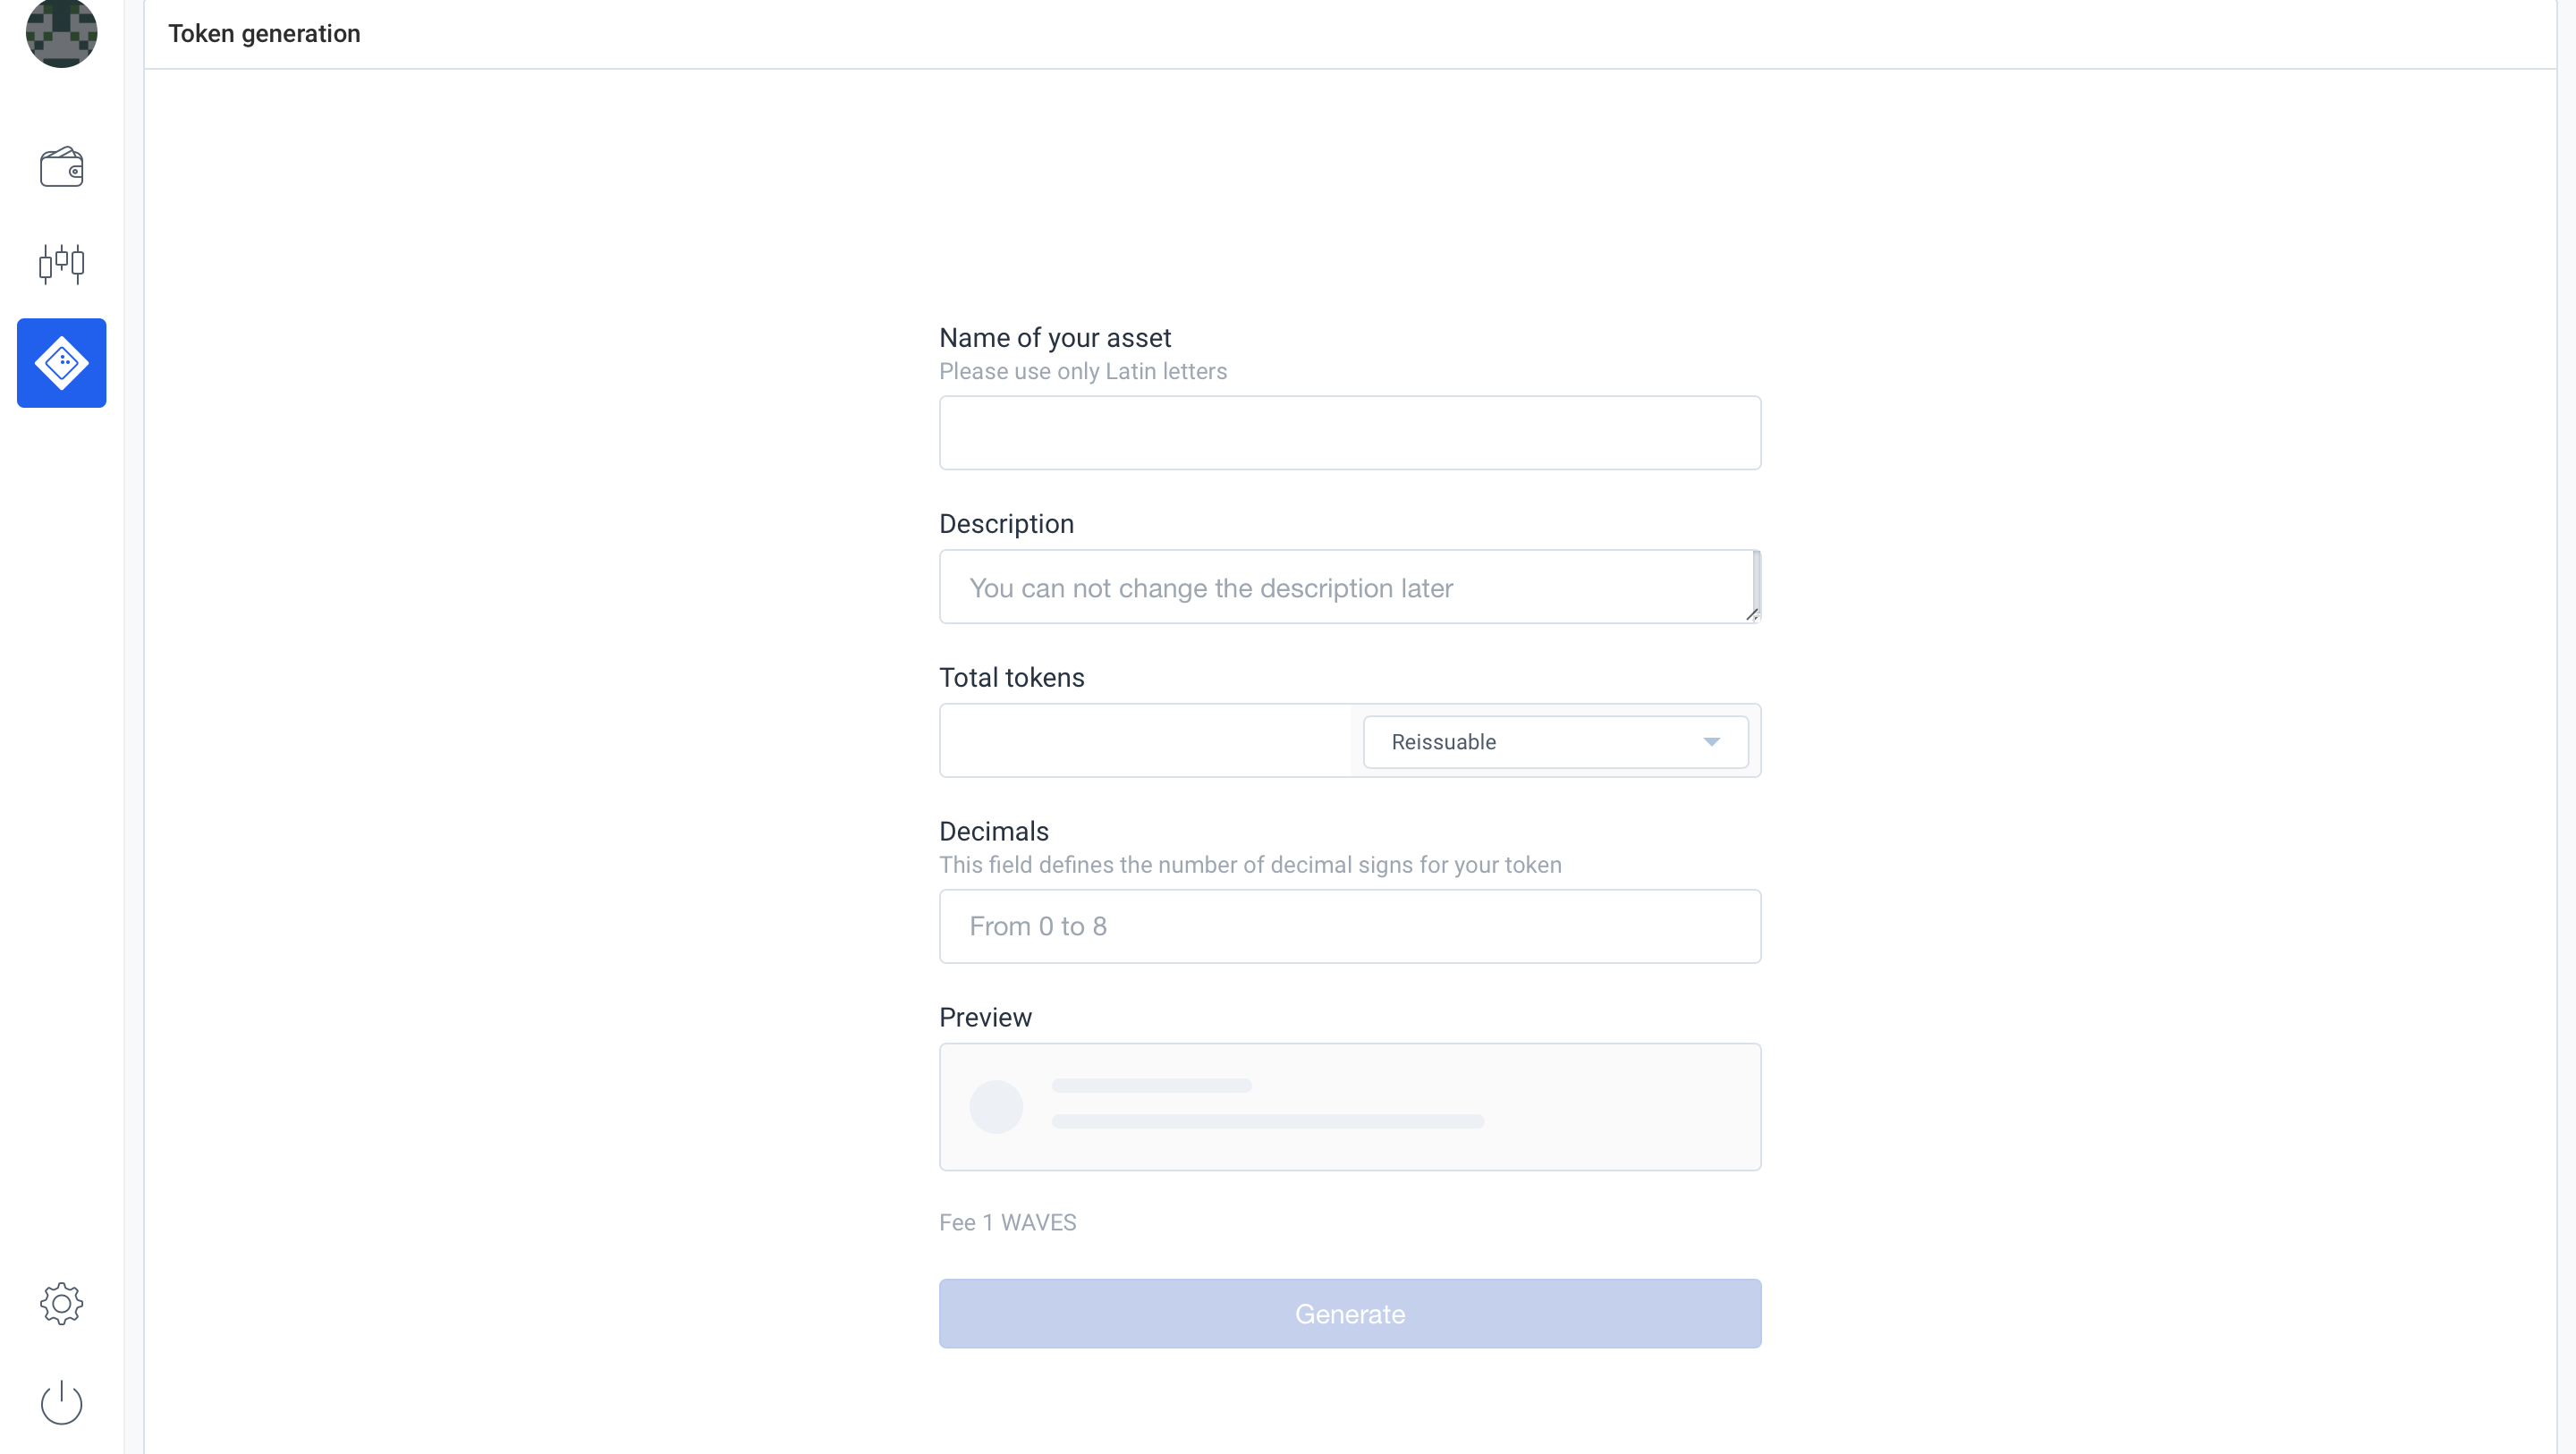 Token generation
Name of your asset
Please use only Latin letters
Description
You can not change the description later
Total tokens
Reissuable
Decimals
This field defines the number of decimal signs for your token
From 0 to 8
Preview
Fee 1 WAVES
Generate